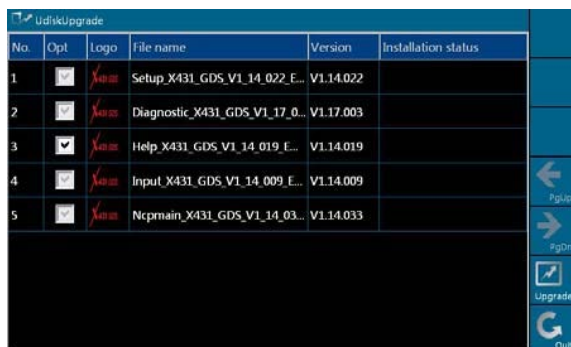 UdiskUpgrade
No. Opt Logo File name Version Installation status
1 Setup_X431_GDS_V1_14_022_E... V1.14.022
2 Diagnostic_X431_GDS_V1_17_0... V1.17.003
3 Help_X431_GDS_V1_14_019_E... V1.14.019
4 Input_X431_GDS_V1_14_009_E... V1.14.009
5 Ncpmain_X431_GDS_V1_14_03... V1.14.033
PgUp
PgDn
Upgrade